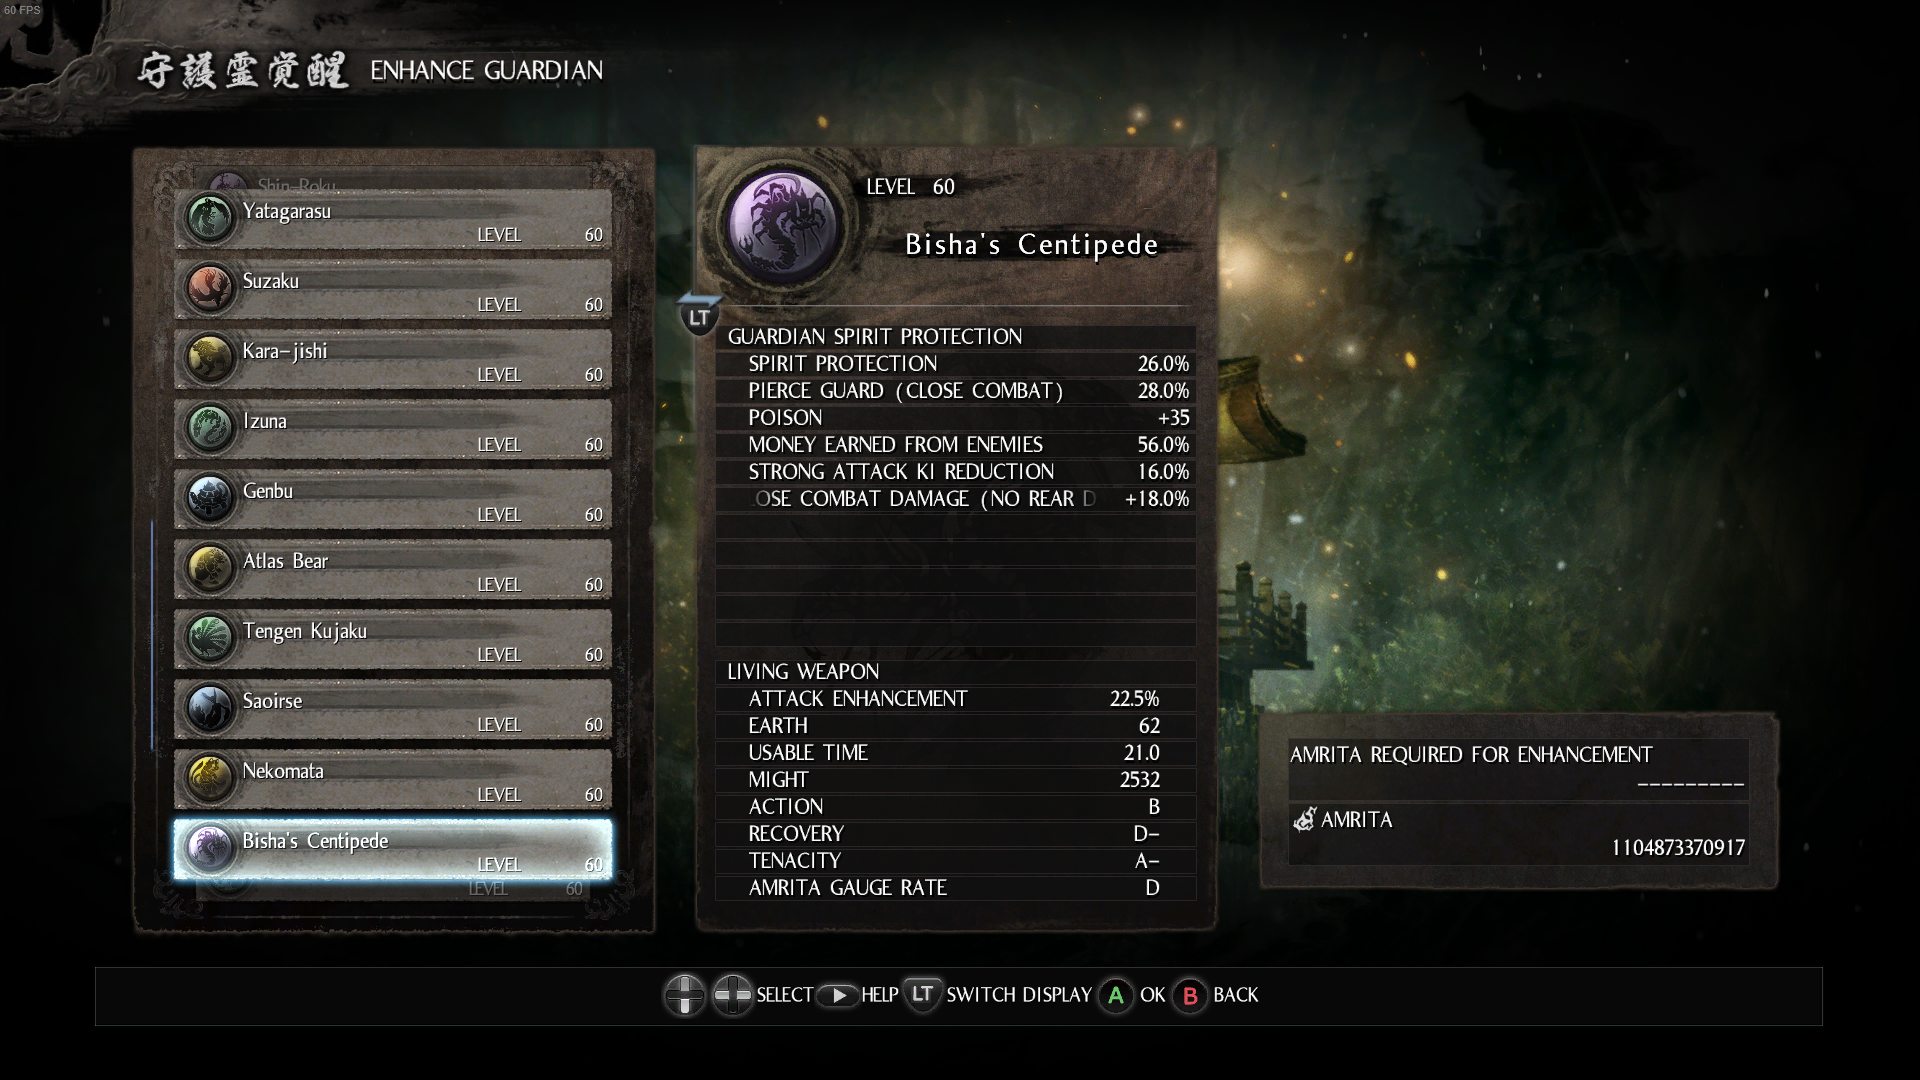 60 FPS
守護霊覚醒 ENHANCE GUARDIAN
Shin-Roku
Yatagarasu
LEVEL 60
Suzaku
LEVEL 60
Kara-jishi
LEVEL 60
Izuna
LEVEL 60
Genbu
LEVEL 60
Atlas Bear
LEVEL 60
Tengen Kujaku
LEVEL 60
Saoirse
LEVEL 60
Nekomata
LEVEL 60
Bisha's Centipede
LEVEL 60
LEVEL 60
LEVEL 60
Bisha's Centipede
LT
GUARDIAN SPIRIT PROTECTION
SPIRIT PROTECTION 26.0%
PIERCE GUARD (CLOSE COMBAT) 28.0%
POISON +35
MONEY EARNED FROM ENEMIES 56.0%
STRONG ATTACK KI REDUCTION 16.0%
OSE COMBAT DAMAGE (NO REAR D +18.0%
LIVING WEAPON
ATTACK ENHANCEMENT 22.5%
EARTH 62
USABLE TIME 21.0
MIGHT 2532
ACTION B
RECOVERY D-
TENACITY A-
AMRITA GAUGE RATE D
AMRITA REQUIRED FOR ENHANCEMENT
---------
AMRITA
1104873370917
SELECT HELP LT SWITCH DISPLAY A OK B BACK